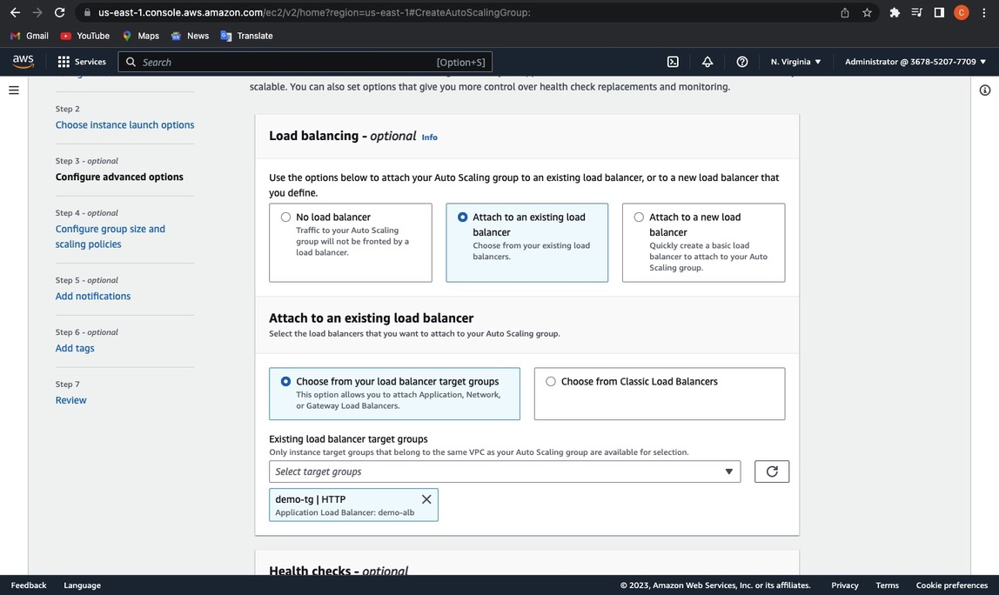 us-east-1.console.aws.amazon.com/ec2/v2/home?region=us-east-1#CreateAutoScalingGroup:
C
Gmail
YouTube
Maps
News
Translate
aws
Services
Search
[Option+S]
N. Virginia
Administrator @ 3678-5207-7709
scalable. You can also set options that give you more control over health check replacements and monitoring.
Step 2
Choose instance launch options
Step 3 - optional
Configure advanced options
Step 4 - optional
Configure group size and
scaling policies
Step 5 - optional
Add notifications
Step 6 - optional
Add tags
Step 7
Review
Load balancing - optional Info
Use the options below to attach your Auto Scaling group to an existing load balancer, or to a new load balancer that
you define.
No load balancer
Traffic to your Auto Scaling
group will not be fronted by a
load balancer.
Attach to an existing load
balancer
Choose from your existing load
balancers.
Attach to a new load
balancer
Quickly create a basic load
balancer to attach to your Auto
Scaling group.
Attach to an existing load balancer
Select the load balancers that you want to attach to your Auto Scaling group.
Choose from your load balancer target groups
This option allows you to attach Application, Network,
or Gateway Load Balancers.
Choose from Classic Load Balancers
Existing load balancer target groups
Only instance target groups that belong to the same VPC as your Auto Scaling group are available for selection.
Select target groups
demo-tg | HTTP
Application Load Balancer: demo-alb
Health checks - optional
Feedback
Language
© 2023, Amazon Web Services, Inc. or its affiliates.
Privacy
Terms
Cookie preferences